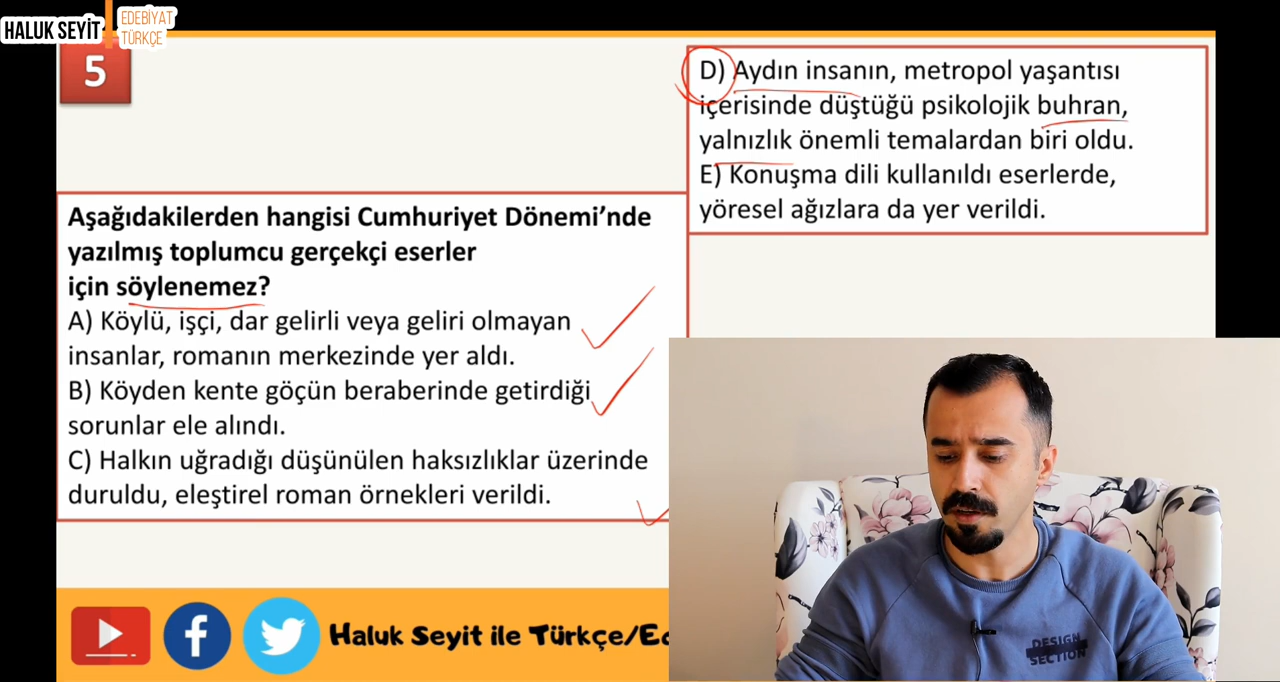 HALUK SEYİT
EDEBİYAT
TÜRKÇE
5
Aşağıdakilerden hangisi Cumhuriyet Dönemi’nde
yazılmış toplumcu gerçekçi eserler
için söylenemez?
A) Köylü, işçi, dar gelirli veya geliri olmayan
insanlar, romanın merkezinde yer aldı.
B) Köyden kente göçün beraberinde getirdiği
sorunlar ele alındı.
C) Halkın uğradığı düşünülen haksızlıklar üzerinde
duruldu, eleştirel roman örnekleri verildi.
D) Aydın insanın, metropol yaşantısı
içerisinde düştüğü psikolojik buhran,
yalnızlık önemli temalardan biri oldu.
E) Konuşma dili kullanıldı eserlerde,
yöresel ağızlara da yer verildi.
Haluk Seyit ile Türkçe/
DESIGN
SECTION